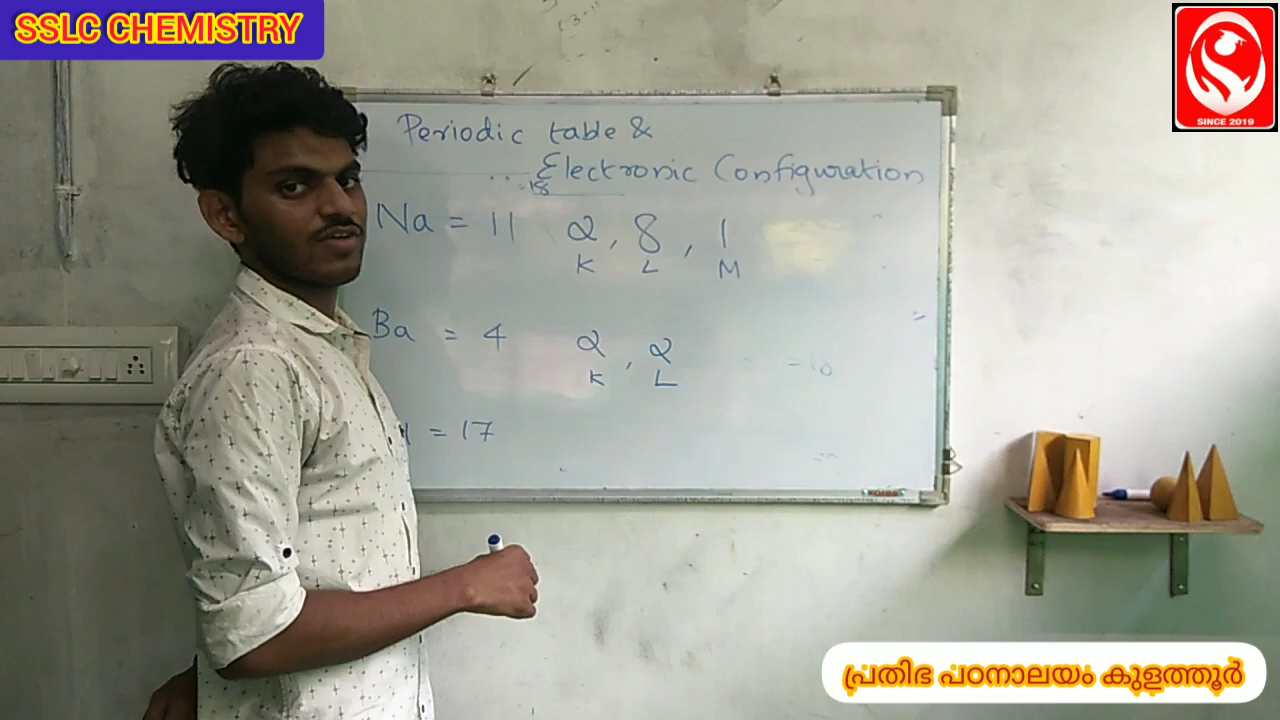 SSLC CHEMISTRY
SINCE 2019
Periodic table &
Electronic Configuration
Na = 11 2, 8, 1
K L M
Ba = 4 2, 2
K L
= 17
പ്രതിഭ പഠനാലയം കുളത്തൂർ